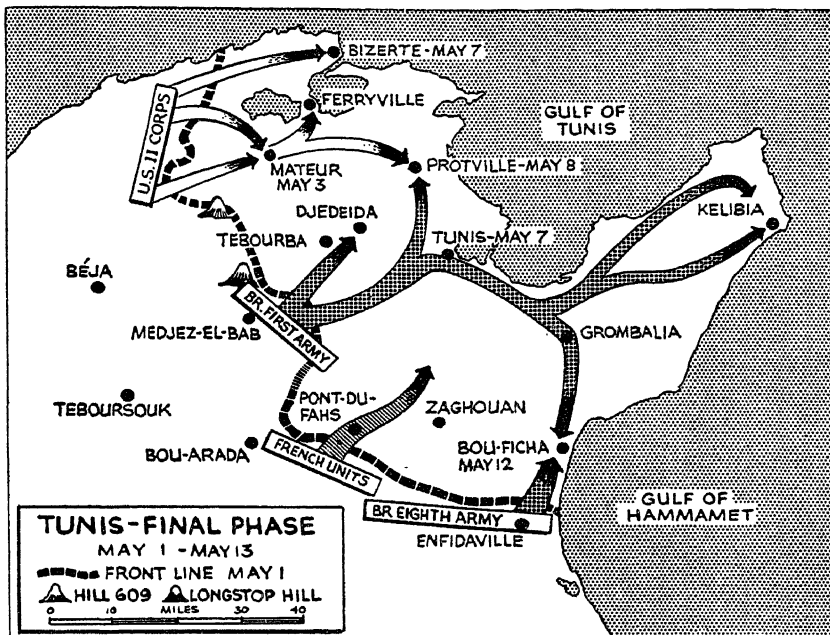 BIZERTE-MAY 7
FERRYVILLE
U.S. II CORPS
GULF OF
TUNIS
MATEUR
MAY 3
PROTVILLE-MAY 8
KELIBIA
DJEDEIDA
TEBOURBA
TUNIS-MAY 7
BÉJA
BR. FIRST ARMY
MEDJEZ-EL-BAB
GROMBALIA
TEBOURSOUK
PONT-DU-
FAHS
ZAGHOUAN
BOU-ARADA
FRENCH UNITS
BOU-FICHA
MAY 12
GULF OF
HAMMAMET
BR EIGHTH ARMY
ENFIDAVILLE
TUNIS-FINAL PHASE
MAY 1 - MAY 13
FRONT LINE MAY 1
HILL 609 LONGSTOP HILL
MILES
0 10 20 30 40